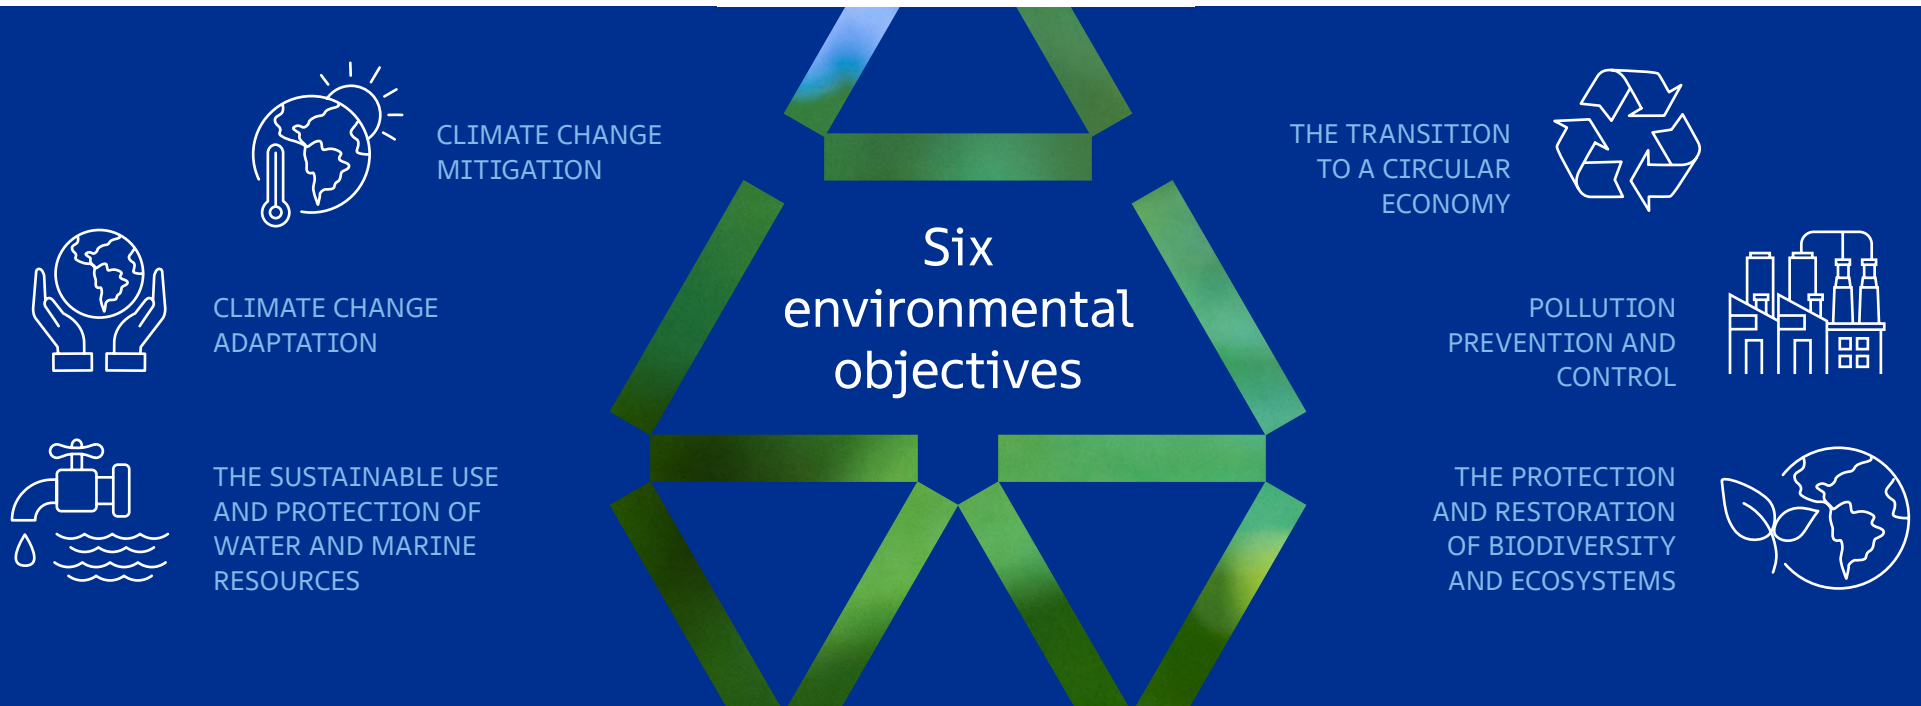 CLIMATE CHANGE
MITIGATION
CLIMATE CHANGE
ADAPTATION
THE SUSTAINABLE USE
AND PROTECTION OF
WATER AND MARINE
RESOURCES
Six
environmental
objectives
THE TRANSITION
TO A CIRCULAR
ECONOMY
POLLUTION
PREVENTION AND
CONTROL
THE PROTECTION
AND RESTORATION
OF BIODIVERSITY
AND ECOSYSTEMS